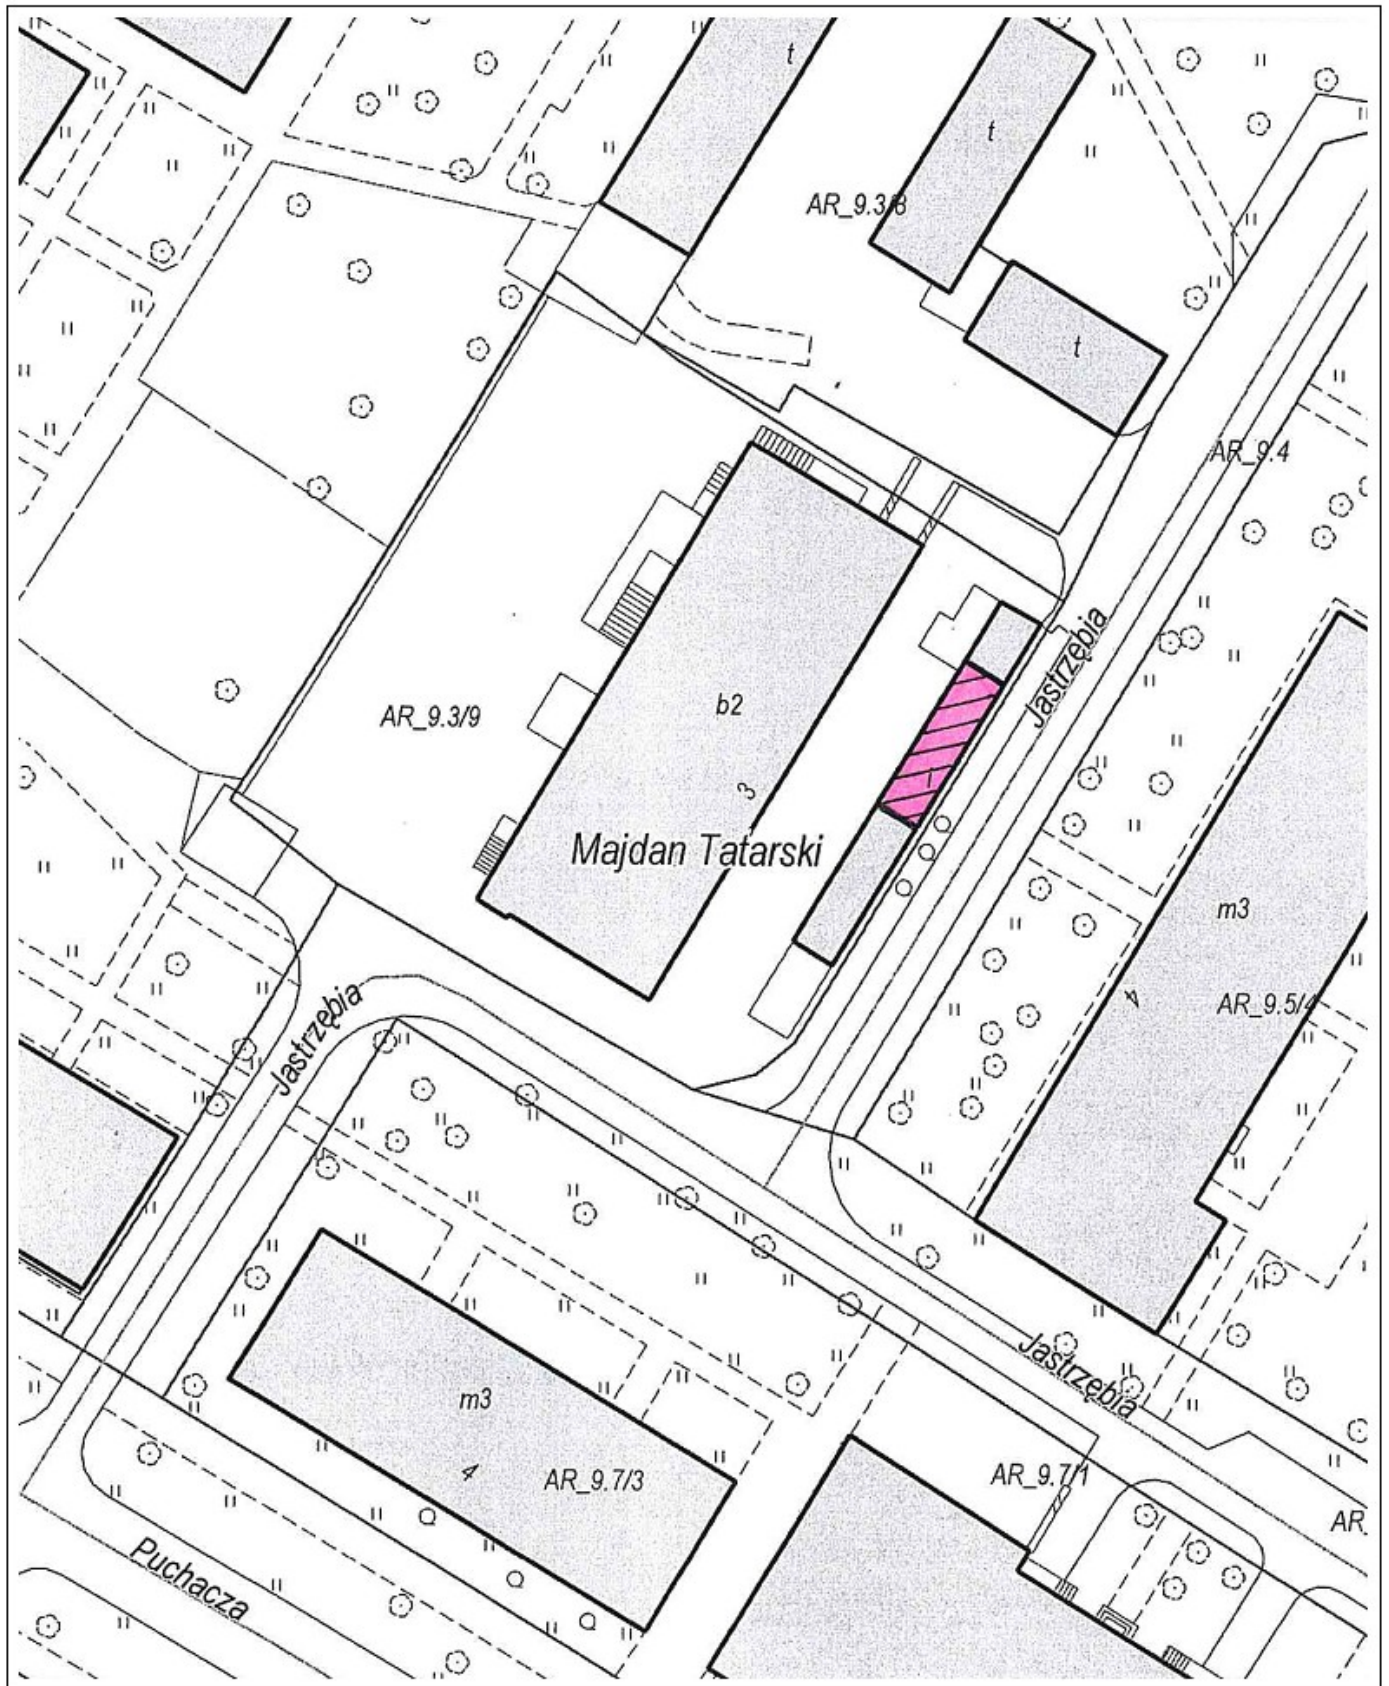 t
t
AR_9.3/8
t
AR_9.4
Jastrzębia
b2
AR_9.3/9
3
i
Majdan Tatarski
m3
4
AR_9.5/4
Jastrzębia
Jastrzębia
m3
4
AR_9.7/3
AR_9.7/1
AR_
Puchacza